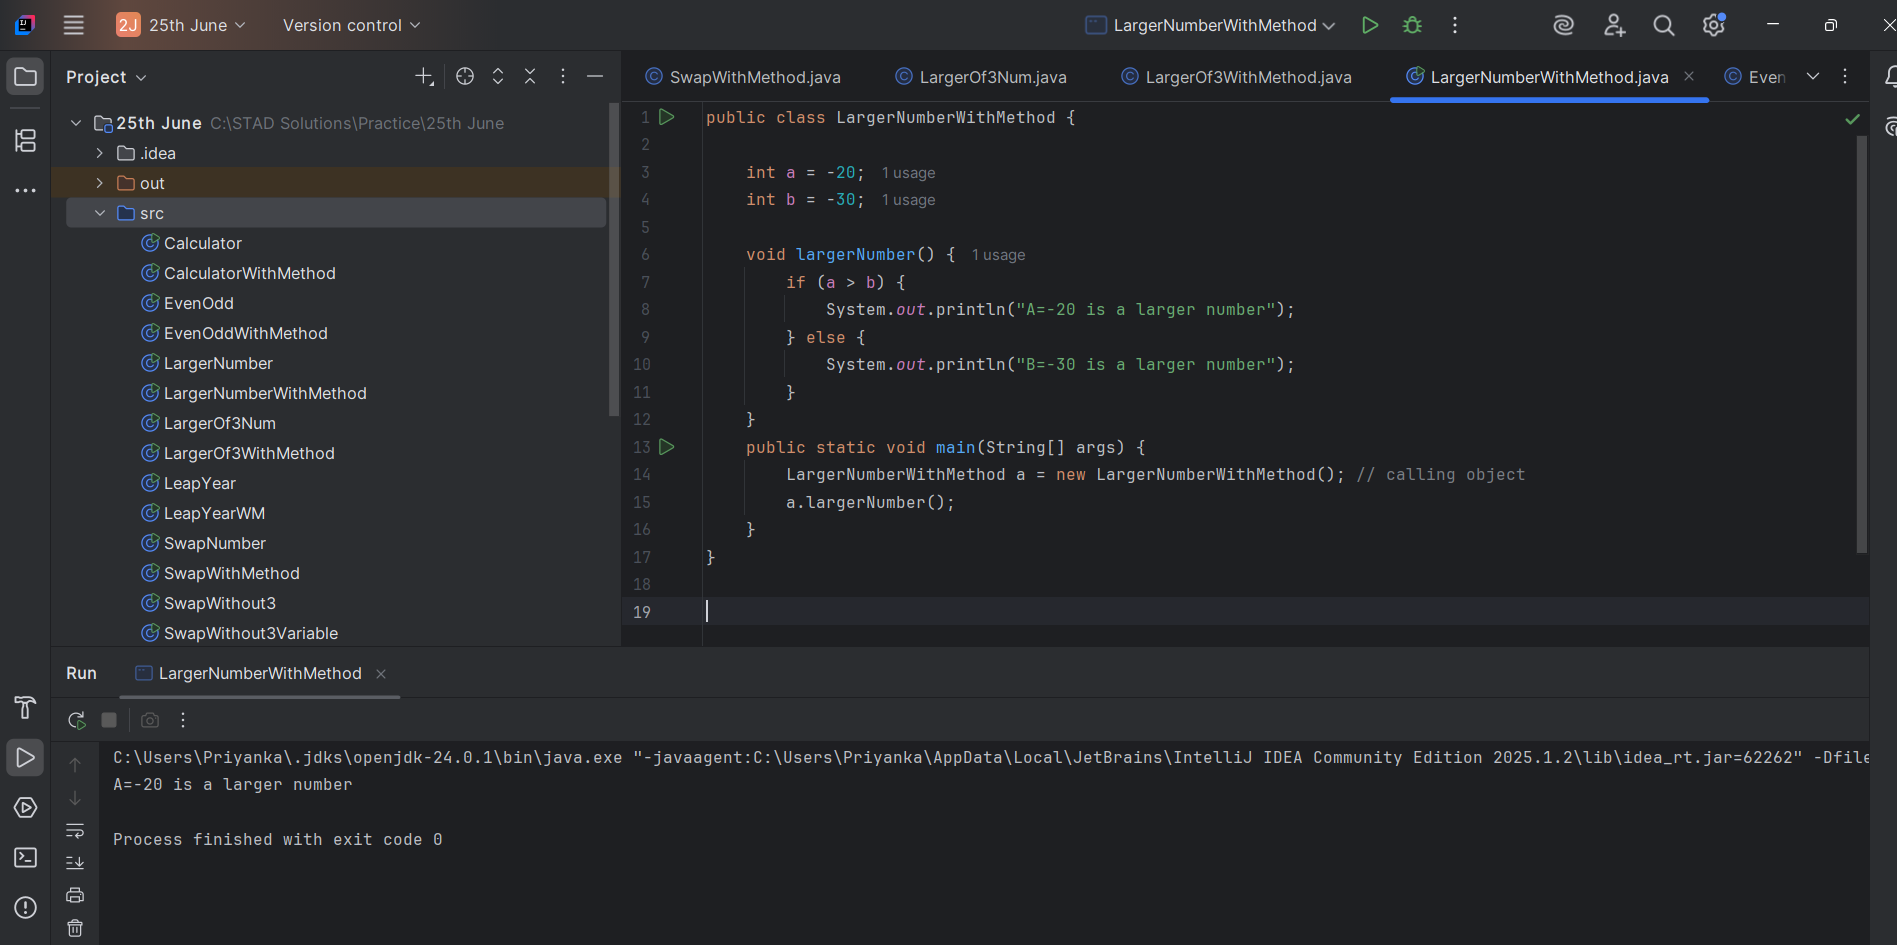 2J 25th June Version control LargerNumberWithMethod
Project
25th June C:\STAD Solutions\Practice\25th June
.idea
out
src
Calculator
CalculatorWithMethod
EvenOdd
EvenOddWithMethod
LargerNumber
LargerNumberWithMethod
LargerOf3Num
LargerOf3WithMethod
LeapYear
LeapYearWM
SwapNumber
SwapWithMethod
SwapWithout3
SwapWithout3Variable
SwapWithMethod.java LargerOf3Num.java LargerOf3WithMethod.java LargerNumberWithMethod.java Even
1 public class LargerNumberWithMethod {
2
3 int a = -20; 1 usage
4 int b = -30; 1 usage
5
6 void largerNumber() { 1 usage
7 if (a > b) {
8 System.out.println("A=-20 is a larger number");
9 } else {
10 System.out.println("B=-30 is a larger number");
11 }
12 }
13 public static void main(String[] args) {
14 LargerNumberWithMethod a = new LargerNumberWithMethod(); // calling object
15 a.largerNumber();
16 }
17 }
18
19
Run LargerNumberWithMethod
C:\Users\Priyanka\.jdks\openjdk-24.0.1\bin\java.exe "-javaagent:C:\Users\Priyanka\AppData\Local\JetBrains\IntelliJ IDEA Community Edition 2025.1.2\lib\idea_rt.jar=62262" -Dfile
A=-20 is a larger number
Process finished with exit code 0